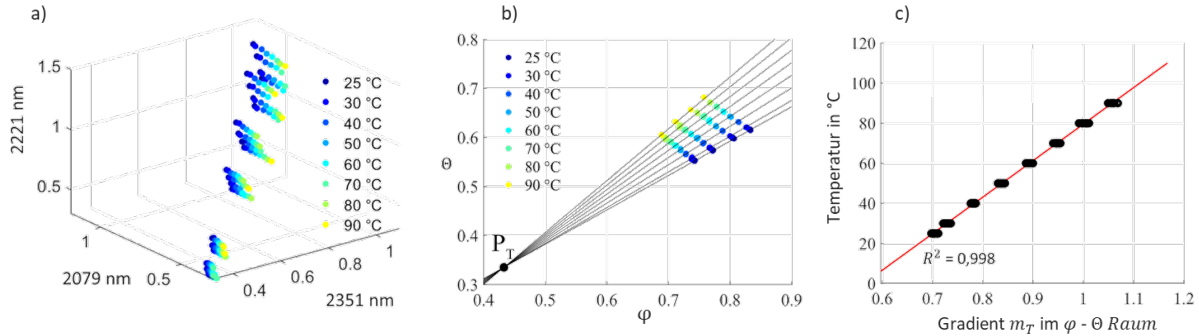 a)
2221 nm
1.5
1
0.5
1
0.5
2079 nm
0.4
0.6
0.8
1
2351 nm
25 °C
30 °C
40 °C
50 °C
60 °C
70 °C
80 °C
90 °C
b)
Θ
0.8
0.7
0.6
0.5
0.4
0.3
0.4
0.5
0.6
0.7
0.8
0.9
φ
25 °C
30 °C
40 °C
50 °C
60 °C
70 °C
80 °C
90 °C
P_T
c)
Temperatur in °C
120
100
80
60
40
20
0
0.6
0.7
0.8
0.9
1
1.1
1.2
R² = 0,998
Gradient m_T im φ - Θ Raum